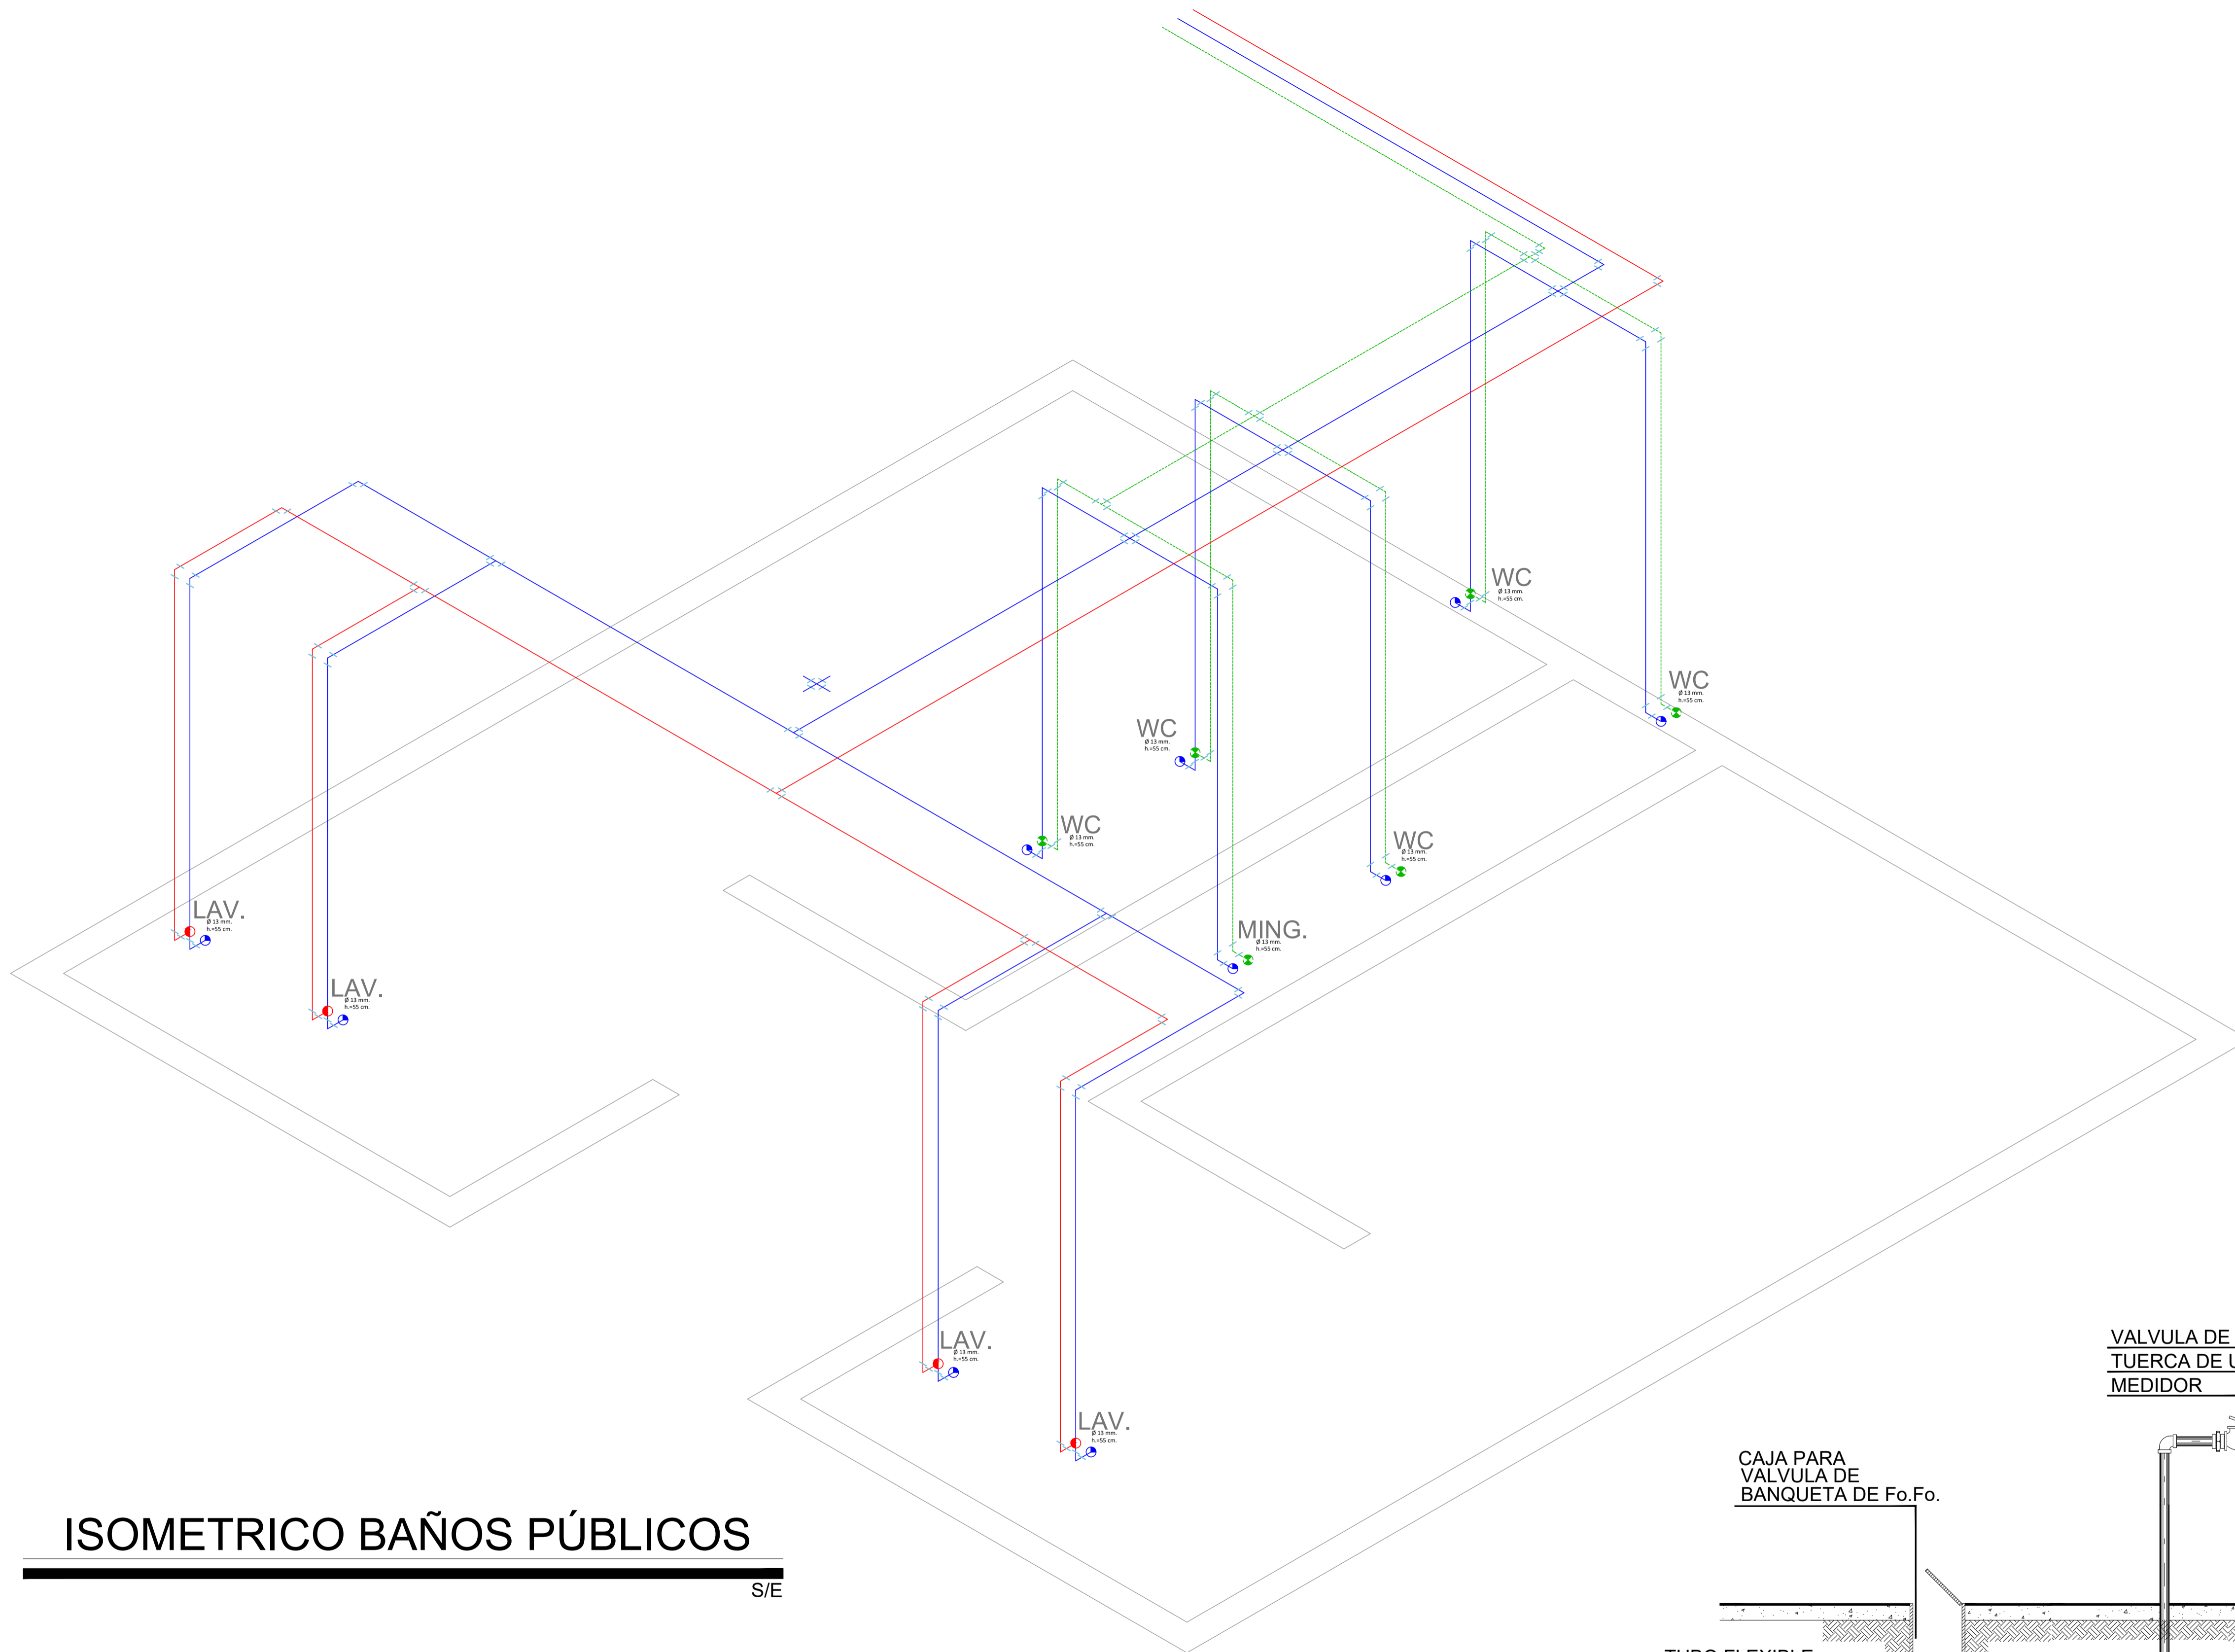 WC
Ø 13 mm.
h.=55 cm.
WC
Ø 13 mm.
h.=55 cm.
WC
Ø 13 mm.
h.=55 cm.
WC
Ø 13 mm.
h.=55 cm.
WC
Ø 13 mm.
h.=55 cm.
LAV.
Ø 13 mm.
h.=55 cm.
MING.
Ø 13 mm.
h.=55 cm.
LAV.
Ø 13 mm.
h.=55 cm.
LAV.
Ø 13 mm.
h.=55 cm.
LAV.
Ø 13 mm.
h.=55 cm.
VALVULA DE
TUERCA DE
MEDIDOR
CAJA PARA
VALVULA DE
BANQUETA DE Fo.Fo.
ISOMETRICO BAÑOS PÚBLICOS
S/E
TUBO FLEXIBLE